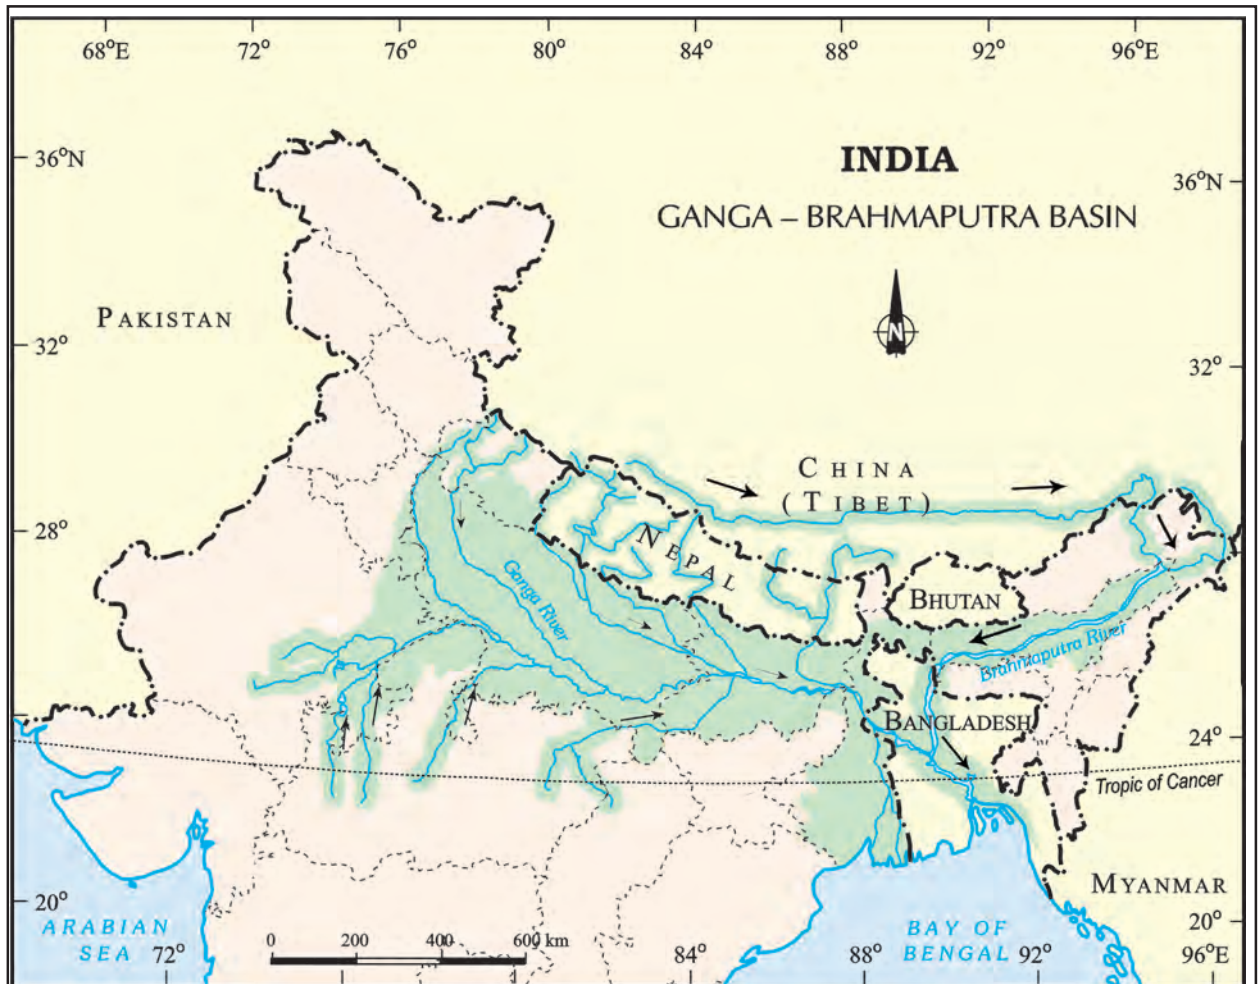 68°E 72° 76° 80° 84° 88° 92° 96°E
36°N
INDIA
36°N
GANGA – BRAHMAPUTRA BASIN
N
PAKISTAN
32°
32°
CHINA
(TIBET)
28°
28°
NEPAL
Ganga River
BHUTAN
Brahmaputra River
BANGLADESH
24°
Tropic of Cancer
MYANMAR
20°
20°
ARABIAN
SEA
BAY OF
BENGAL
0 200 400 600 km
72° 84° 88° 92° 96°E